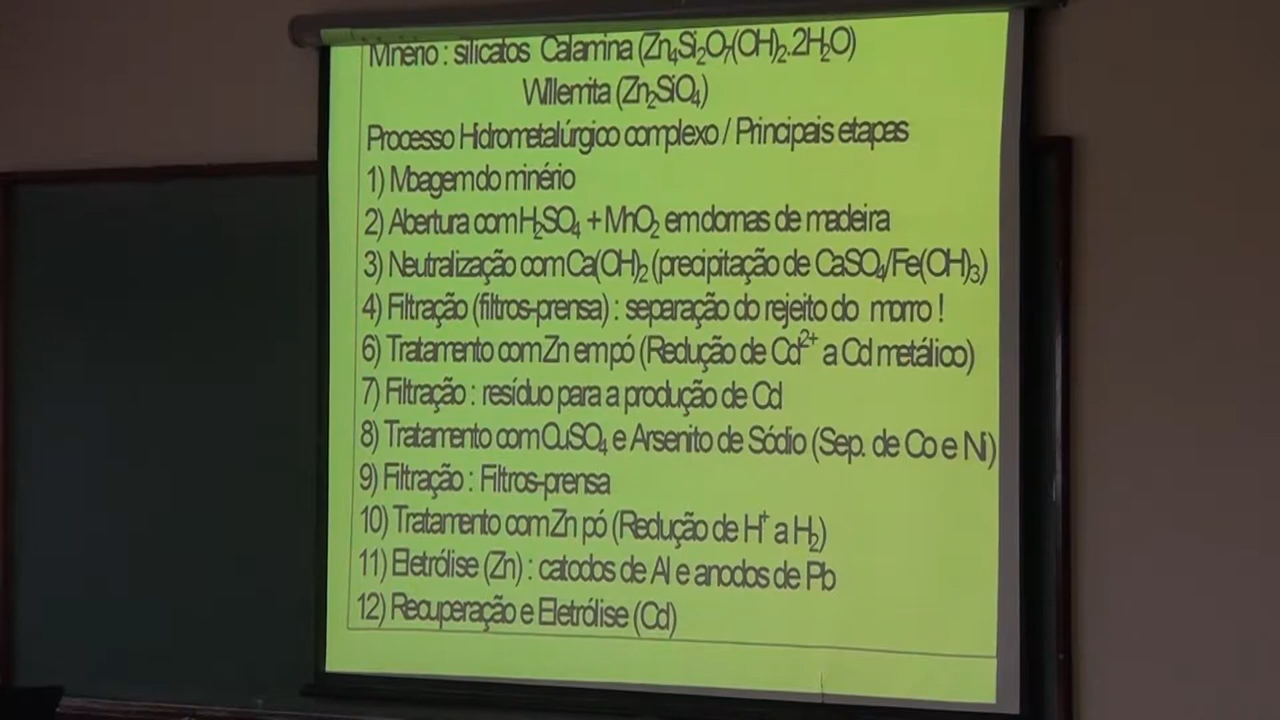 Minério : silicatos Calamina (Zn₄Si₂O₇(OH)₂.2H₂O)
Willemita (Zn₂SiO₄)
Processo Hidrometalúrgico complexo / Principais etapas
1) Moagem do minério
2) Abertura com H₂SO₄ + MnO₂ em dornas de madeira
3) Neutralização com Ca(OH)₂ (precipitação de CaSO₄/Fe(OH)₃)
4) Filtração (filtros-prensa) : separação do rejeito do morro !
6) Tratamento com Zn em pó (Redução de Cd²⁺ a Cd metálico)
7) Filtração : resíduo para a produção de Cd
8) Tratamento com CuSO₄ e Arsenito de Sódio (Sep. de Co e Ni)
9) Filtração : Filtros-prensa
10) Tratamento com Zn pó (Redução de H⁺ a H₂)
11) Eletrólise (Zn) : catodos de Al e anodos de Pb
12) Recuperação e Eletrólise (Cd)